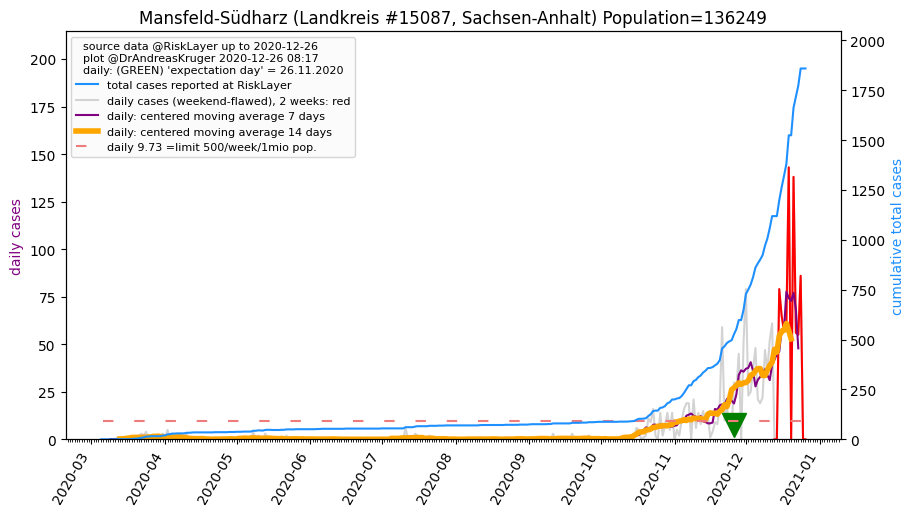 Mansfeld-Südharz (Landkreis #15087, Sachsen-Anhalt) Population=136249
source data @RiskLayer up to 2020-12-26
plot @DrAndreasKruger 2020-12-26 08:17
daily: (GREEN) 'expectation day' = 26.11.2020
total cases reported at RiskLayer
daily cases (weekend-flawed), 2 weeks: red
daily: centered moving average 7 days
daily: centered moving average 14 days
daily 9.73 =limit 500/week/1mio pop.
daily cases
200
175
150
125
100
75
50
25
0
cumulative total cases
2000
1750
1500
1250
1000
750
500
250
0
2020-03
2020-04
2020-05
2020-06
2020-07
2020-08
2020-09
2020-10
2020-11
2020-12
2021-01